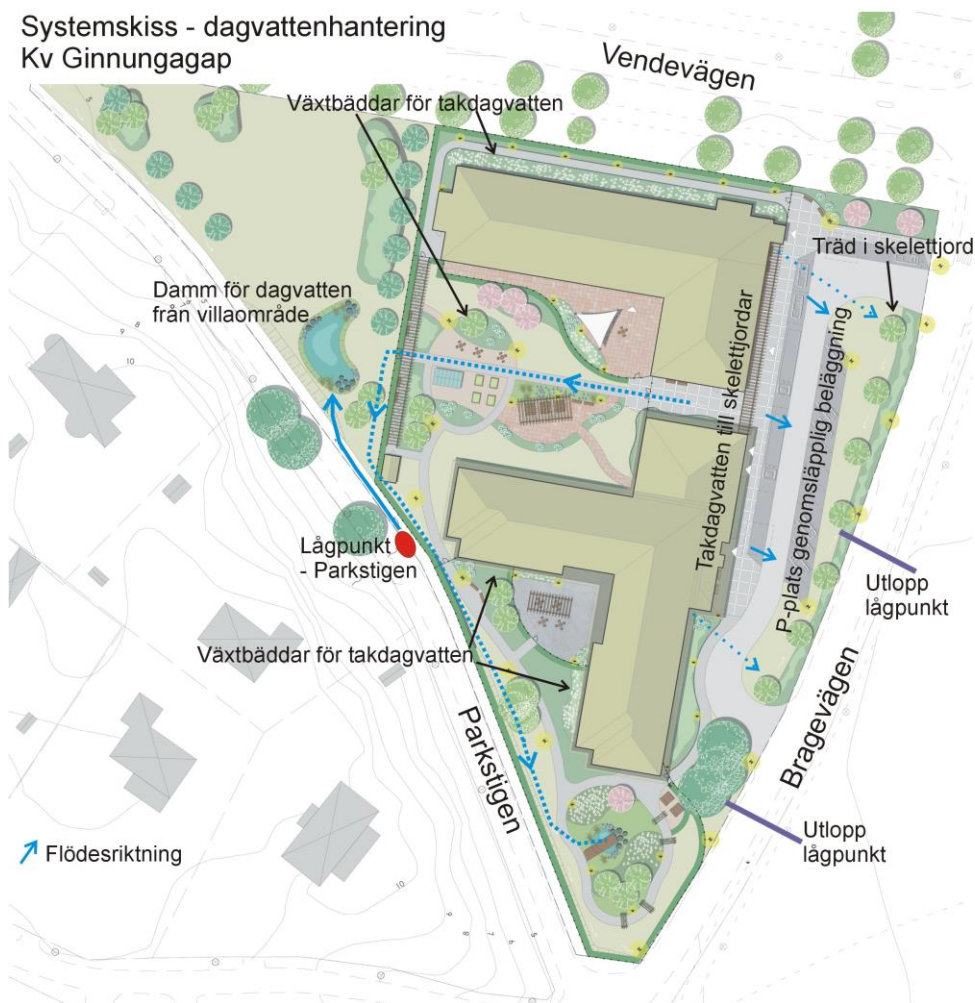 Systemskiss - dagvattenhantering
Kv Ginnungagap
Vendevägen
Växtbäddar för takdagvatten
Träd i skelettjord
Damm för dagvatten
från villaområde
Takdagvatten till skelettjordar
P-plats genomsläpplig beläggning
Lågpunkt
- Parkstigen
Utlopp
lågpunkt
Växtbäddar för takdagvatten
Parkstigen
Bragevägen
Utlopp
lågpunkt
Flödesriktning